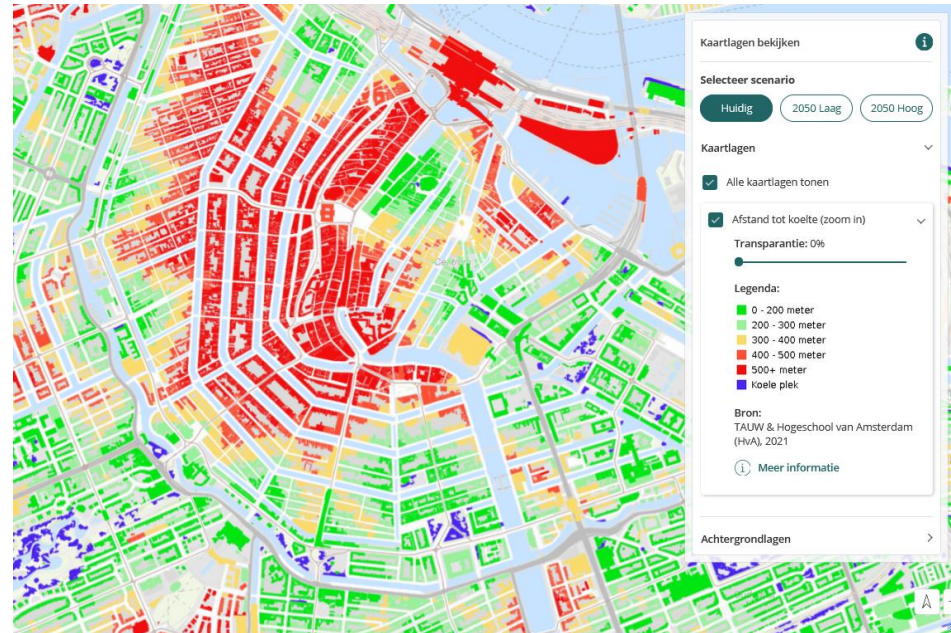 Kaartlagen bekijken
Selecteer scenario
Huidig
2050 Laag
2050 Hoog
Kaartlagen
Alle kaartlagen tonen
Afstand tot koelte (zoom in)
Transparantie: 0%
Legenda:
0 - 200 meter
200 - 300 meter
300 - 400 meter
400 - 500 meter
500+ meter
Koele plek
Bron:
TAUW & Hogeschool van Amsterdam
(HvA), 2021
Meer informatie
Achtergrondlagen